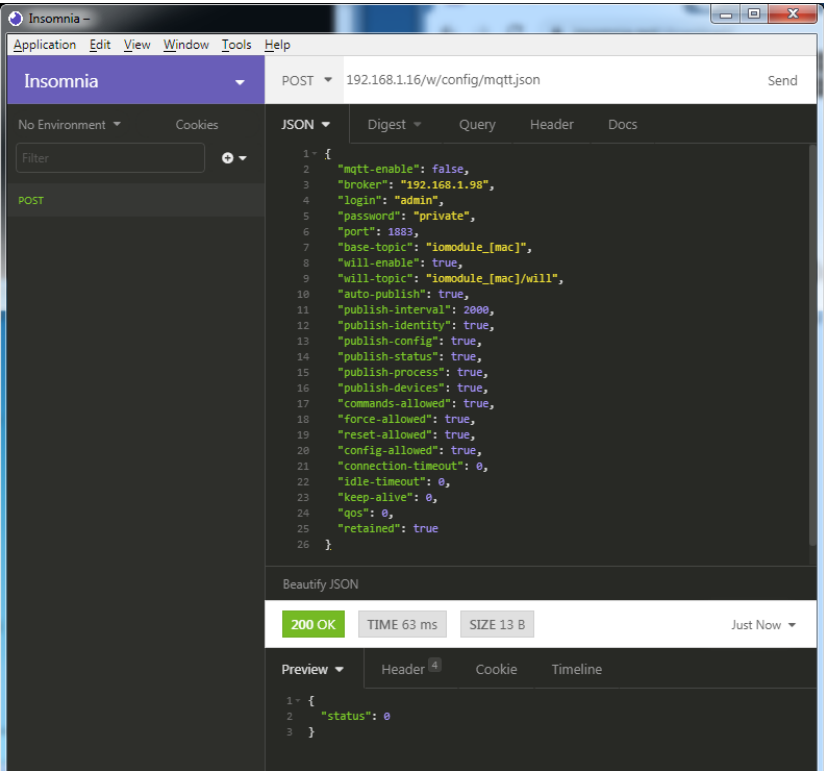 Insomnia –
Application Edit View Window Tools Help
Insomnia
POST 192.168.1.16/w/config/mqtt.json Send
No Environment Cookies
Filter
POST
JSON Digest Query Header Docs
1 {
2 "mqtt-enable": false,
3 "broker": "192.168.1.98",
4 "login": "admin",
5 "password": "private",
6 "port": 1883,
7 "base-topic": "iomodule_[mac]",
8 "will-enable": true,
9 "will-topic": "iomodule_[mac]/will",
10 "auto-publish": true,
11 "publish-interval": 2000,
12 "publish-identity": true,
13 "publish-config": true,
14 "publish-status": true,
15 "publish-process": true,
16 "publish-devices": true,
17 "commands-allowed": true,
18 "force-allowed": true,
19 "reset-allowed": true,
20 "config-allowed": true,
21 "connection-timeout": 0,
22 "idle-timeout": 0,
23 "keep-alive": 0,
24 "qos": 0,
25 "retained": true
26 }
Beautify JSON
200 OK TIME 63 ms SIZE 13 B Just Now
Preview Header 4 Cookie Timeline
1 {
2 "status": 0
3 }